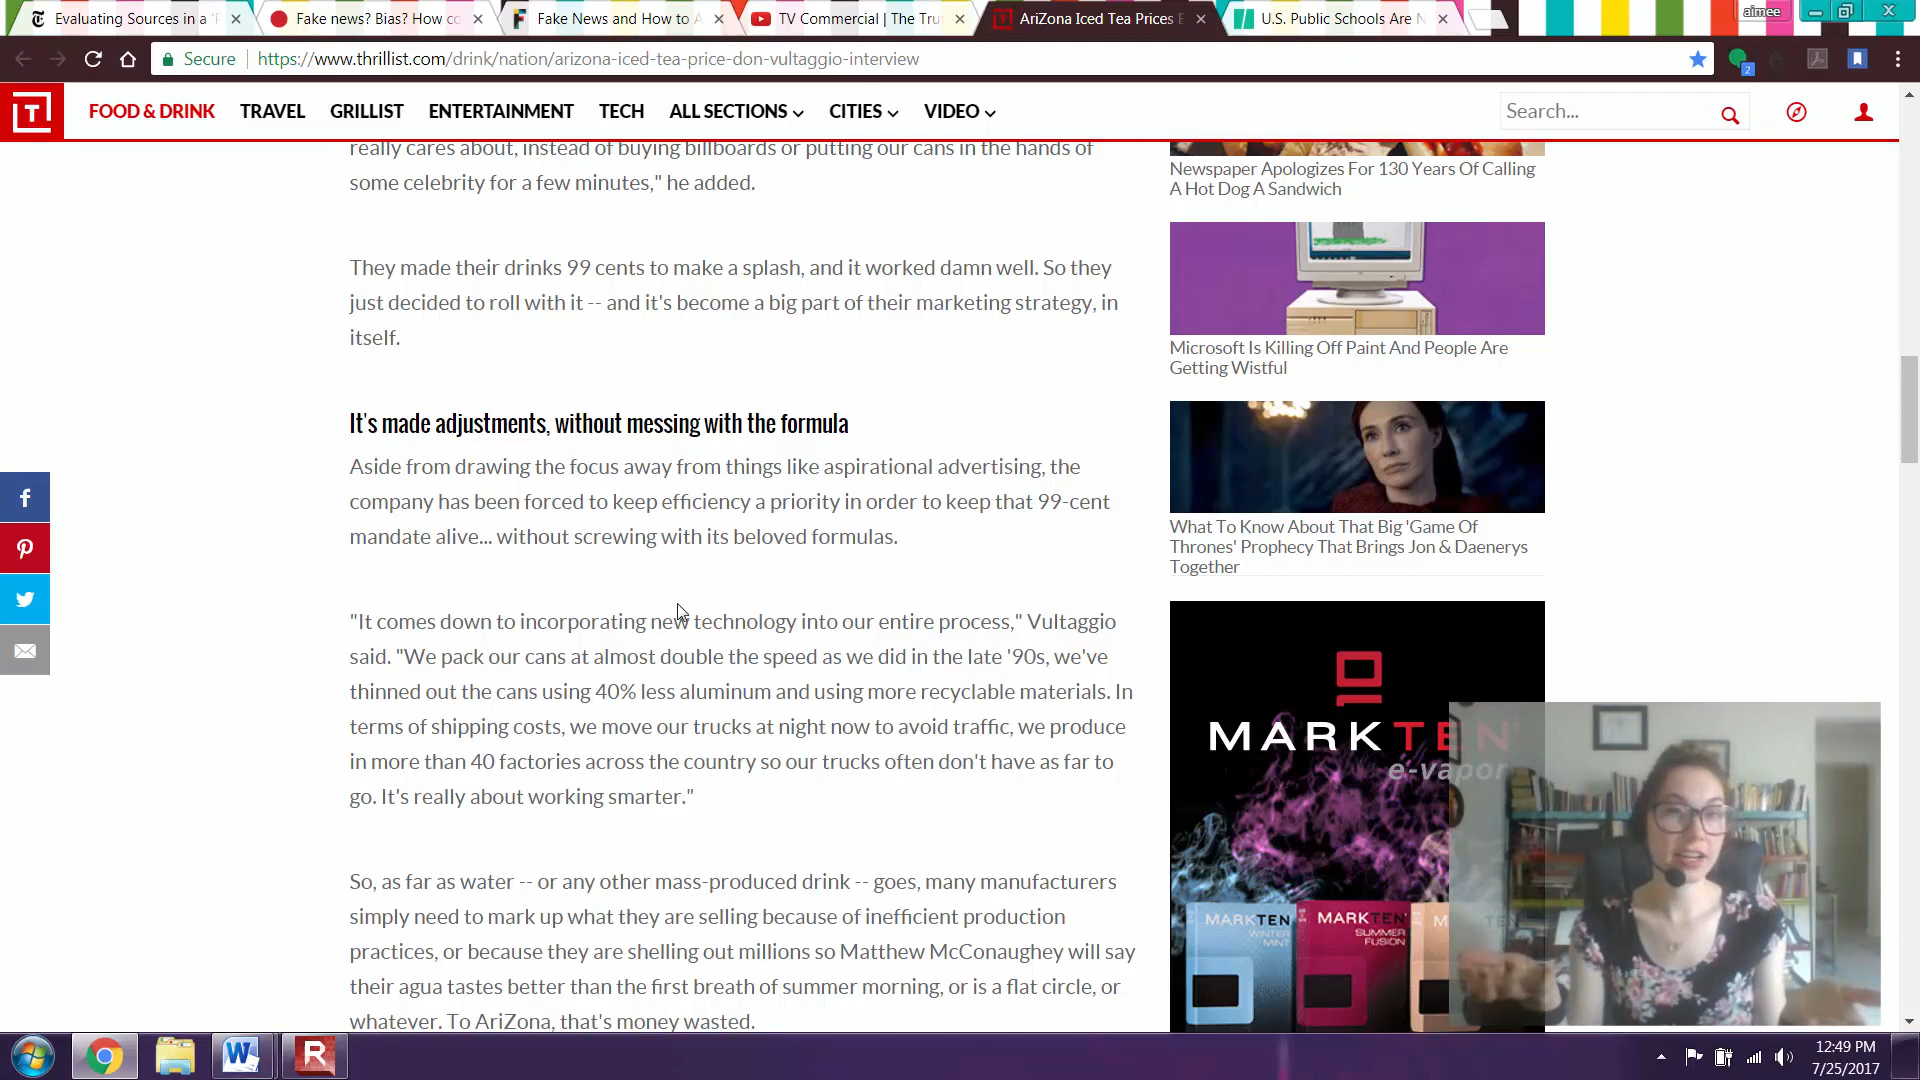 Evaluating Sources in a 'P
Fake news? Bias? How co
Fake News and How to A
TV Commercial | The Tru
AriZona Iced Tea Prices E
U.S. Public Schools Are N
aimee
Secure
https://www.thrillist.com/drink/nation/arizona-iced-tea-price-don-vultaggio-interview
2
T
FOOD & DRINK
TRAVEL
GRILLIST
ENTERTAINMENT
TECH
ALL SECTIONS
CITIES
VIDEO
Search...
really cares about, instead of buying billboards or putting our cans in the hands of
some celebrity for a few minutes," he added.
They made their drinks 99 cents to make a splash, and it worked damn well. So they
just decided to roll with it -- and it's become a big part of their marketing strategy, in
itself.
It's made adjustments, without messing with the formula
Aside from drawing the focus away from things like aspirational advertising, the
company has been forced to keep efficiency a priority in order to keep that 99-cent
mandate alive... without screwing with its beloved formulas.
"It comes down to incorporating new technology into our entire process," Vultaggio
said. "We pack our cans at almost double the speed as we did in the late '90s, we've
thinned out the cans using 40% less aluminum and using more recyclable materials. In
terms of shipping costs, we move our trucks at night now to avoid traffic, we produce
in more than 40 factories across the country so our trucks often don't have as far to
go. It's really about working smarter."
So, as far as water -- or any other mass-produced drink -- goes, many manufacturers
simply need to mark up what they are selling because of inefficient production
practices, or because they are shelling out millions so Matthew McConaughey will say
their agua tastes better than the first breath of summer morning, or is a flat circle, or
whatever. To AriZona, that's money wasted.
Newspaper Apologizes For 130 Years Of Calling
A Hot Dog A Sandwich
Microsoft Is Killing Off Paint And People Are
Getting Wistful
What To Know About That Big 'Game Of
Thrones' Prophecy That Brings Jon & Daenerys
Together
MARKTEN
e-vapor
MARKTEN
WINTER
MINT
MARKTEN
SUMMER
FUSION
12:49 PM
7/25/2017